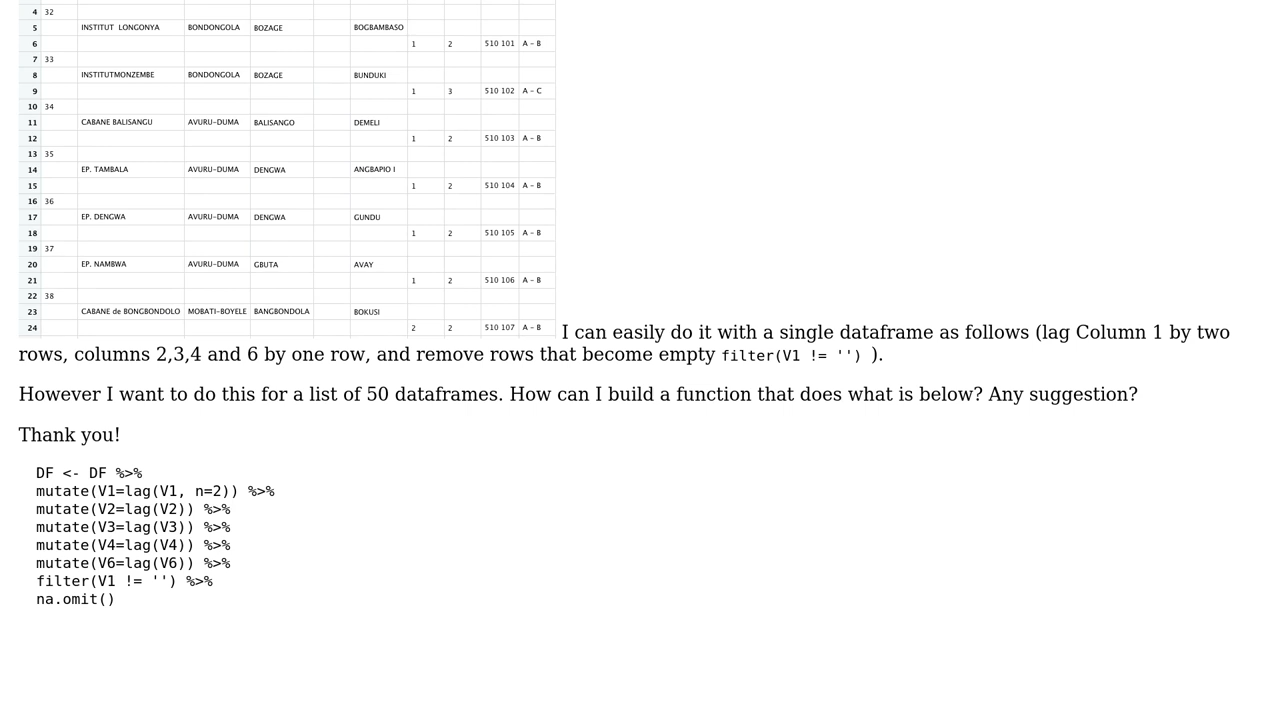 4 32
5 INSTITUT LONGONYA BONDONGOLA BOZAGE BOGBAMBASO
6 1 2 510 101 A - B
7 33
8 INSTITUTMONZEMBE BONDONGOLA BOZAGE BUNDUKI
9 1 3 510 102 A - C
10 34
11 CABANE BALISANGU AVURU-DUMA BALISANGO DEMELI
12 1 2 510 103 A - B
13 35
14 EP. TAMBALA AVURU-DUMA DENGWA ANGBAPIO I
15 1 2 510 104 A - B
16 36
17 EP. DENGWA AVURU-DUMA DENGWA GUNDU
18 1 2 510 105 A - B
19 37
20 EP. NAMBWA AVURU-DUMA GBUTA AVAY
21 1 2 510 106 A - B
22 38
23 CABANE de BONGBONDOLO MOBATI-BOYELE BANGBONDOLA BOKUSI
24 2 2 510 107 A - B
I can easily do it with a single dataframe as follows (lag Column 1 by two
rows, columns 2,3,4 and 6 by one row, and remove rows that become empty filter(V1 != '') ).
However I want to do this for a list of 50 dataframes. How can I build a function that does what is below? Any suggestion?
Thank you!
DF <- DF %>%
mutate(V1=lag(V1, n=2)) %>%
mutate(V2=lag(V2)) %>%
mutate(V3=lag(V3)) %>%
mutate(V4=lag(V4)) %>%
mutate(V6=lag(V6)) %>%
filter(V1 != '') %>%
na.omit()